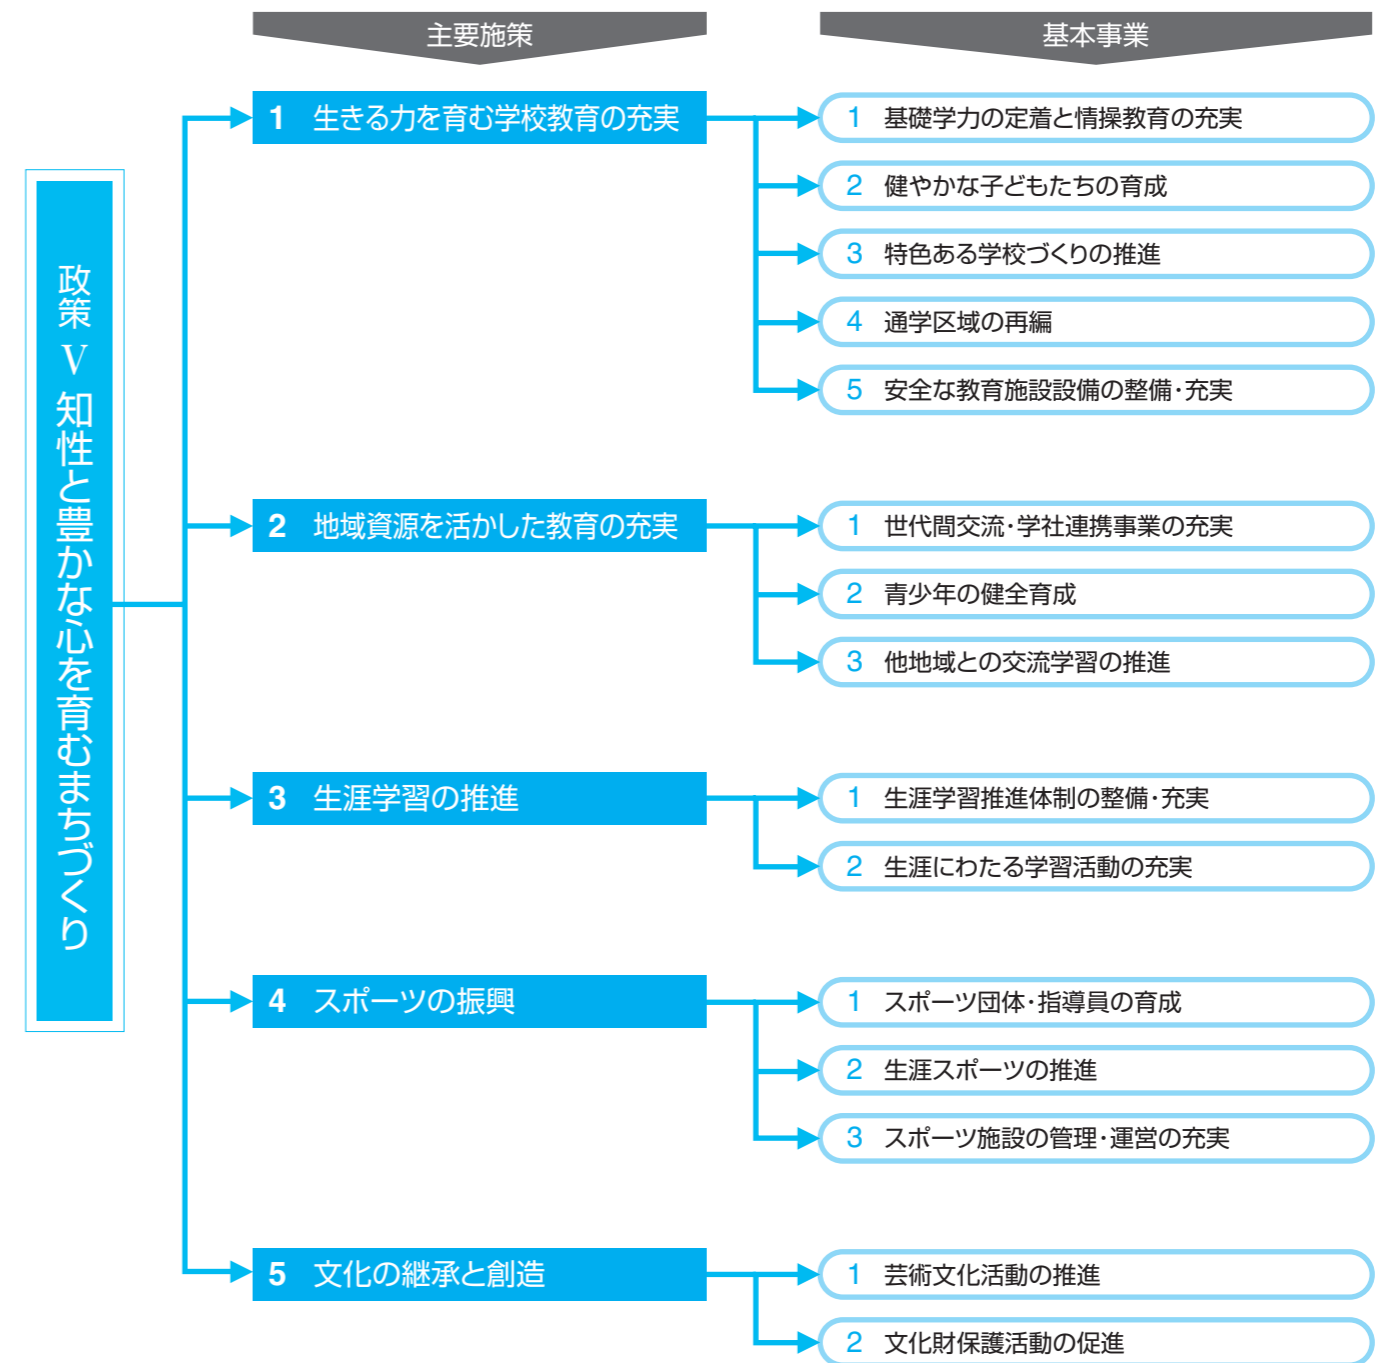 主要施策
基本事業
政策 V 知性と豊かな心を育むまちづくり
1 生きる力を育む学校教育の充実
1 基礎学力の定着と情操教育の充実
2 健やかな子どもたちの育成
3 特色ある学校づくりの推進
4 通学区域の再編
5 安全な教育施設設備の整備・充実
2 地域資源を活かした教育の充実
1 世代間交流・学社連携事業の充実
2 青少年の健全育成
3 他地域との交流学習の推進
3 生涯学習の推進
1 生涯学習推進体制の整備・充実
2 生涯にわたる学習活動の充実
4 スポーツの振興
1 スポーツ団体・指導員の育成
2 生涯スポーツの推進
3 スポーツ施設の管理・運営の充実
5 文化の継承と創造
1 芸術文化活動の推進
2 文化財保護活動の促進